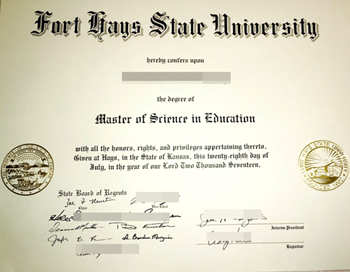 Fort Hays State University
hereby confers upon
the degree of
Master of Science in Education
with all the honors, rights, and privileges appertaining thereto.
Given at Hays, in the State of Kansas, this twenty-eighth day of
July, in the year of our Lord Two Thousand Seventeen.
State Board of Regents
Interim President
Registrar